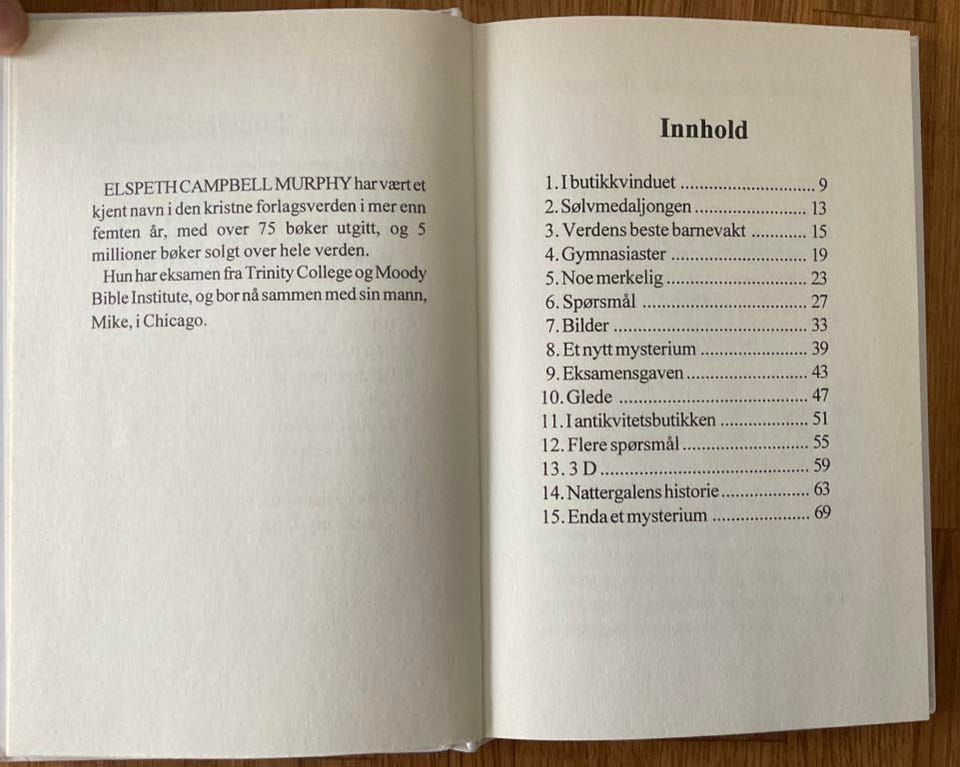 ELSPETH CAMPBELL MURPHY har vært et
kjent navn i den kristne forlagsverden i mer enn
femten år, med over 75 bøker utgitt, og 5
millioner bøker solgt over hele verden.
Hun har eksamen fra Trinity College og Moody
Bible Institute, og bor nå sammen med sin mann,
Mike, i Chicago.
Innhold
1. I butikkvinduet .............................. 9
2. Sølvmedaljongen ........................ 13
3. Verdens beste barnevakt ............ 15
4. Gymnasiaster .............................. 19
5. Noe merkelig .............................. 23
6. Spørsmål .................................... 27
7. Bilder .......................................... 33
8. Et nytt mysterium ....................... 39
9. Eksamensgaven .......................... 43
10. Glede ........................................ 47
11. I antikvitetsbutikken ................... 51
12. Flere spørsmål ........................... 55
13. 3 D ............................................. 59
14. Nattergalens historie ................... 63
15. Enda et mysterium ..................... 69